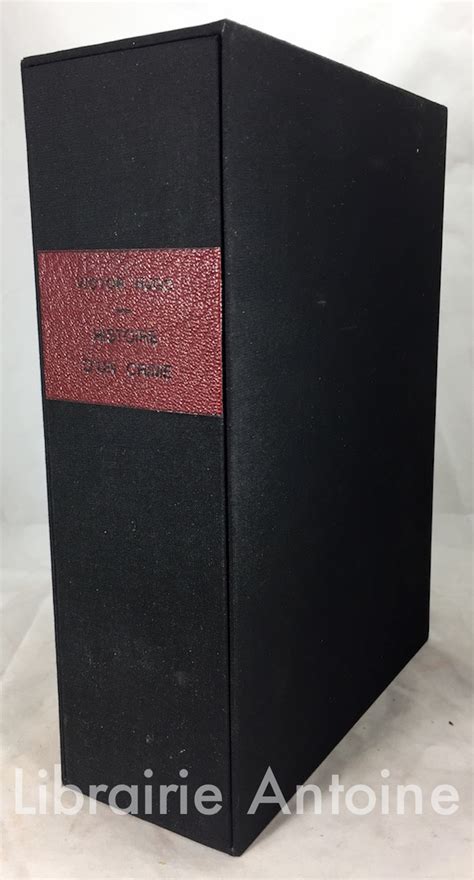 VICTOR HUGO
—
HISTOIRE
D'UN CRIME
Librairie Antoine